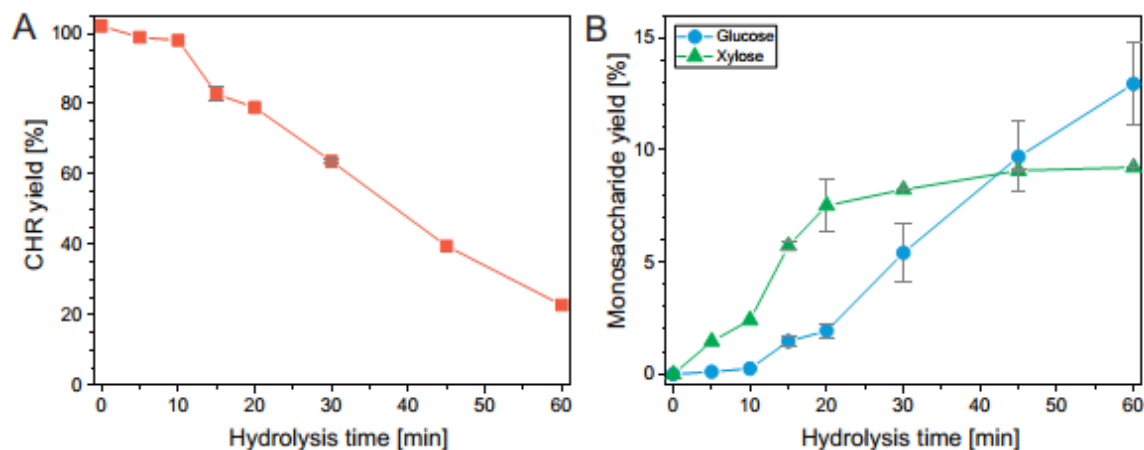 A
CHR yield [%]
100
80
60
40
20
0
0 10 20 30 40 50 60
Hydrolysis time [min]
B
Glucose
Xylose
Monosaccharide yield [%]
15
10
5
0
0 10 20 30 40 50 60
Hydrolysis time [min]